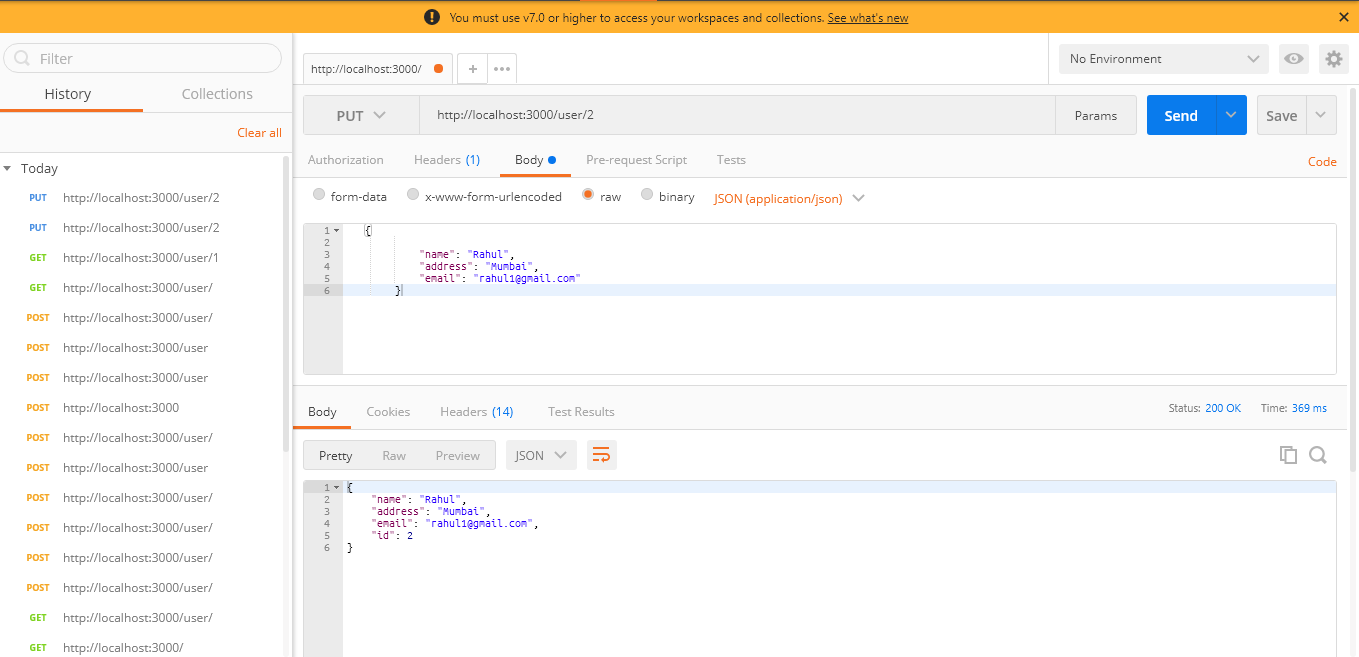 You must use v7.0 or higher to access your workspaces and collections. See what's new
Filter
History Collections
Clear all
Today
PUT http://localhost:3000/user/2
PUT http://localhost:3000/user/2
GET http://localhost:3000/user/1
GET http://localhost:3000/user/
POST http://localhost:3000/user/
POST http://localhost:3000/user
POST http://localhost:3000/user
POST http://localhost:3000
POST http://localhost:3000/user/
POST http://localhost:3000/user
POST http://localhost:3000/user/
POST http://localhost:3000/user/
POST http://localhost:3000/user/
POST http://localhost:3000/user/
GET http://localhost:3000/user/
GET http://localhost:3000/
http://localhost:3000/
No Environment
PUT http://localhost:3000/user/2 Params Send Save
Authorization Headers (1) Body Pre-request Script Tests Code
form-data x-www-form-urlencoded raw binary JSON (application/json)
1 {
2
3 "name": "Rahul",
4 "address": "Mumbai",
5 "email": "rahul1@gmail.com"
6 }
Body Cookies Headers (14) Test Results Status: 200 OK Time: 369 ms
Pretty Raw Preview JSON
1 {
2 "name": "Rahul",
3 "address": "Mumbai",
4 "email": "rahul1@gmail.com",
5 "id": 2
6 }